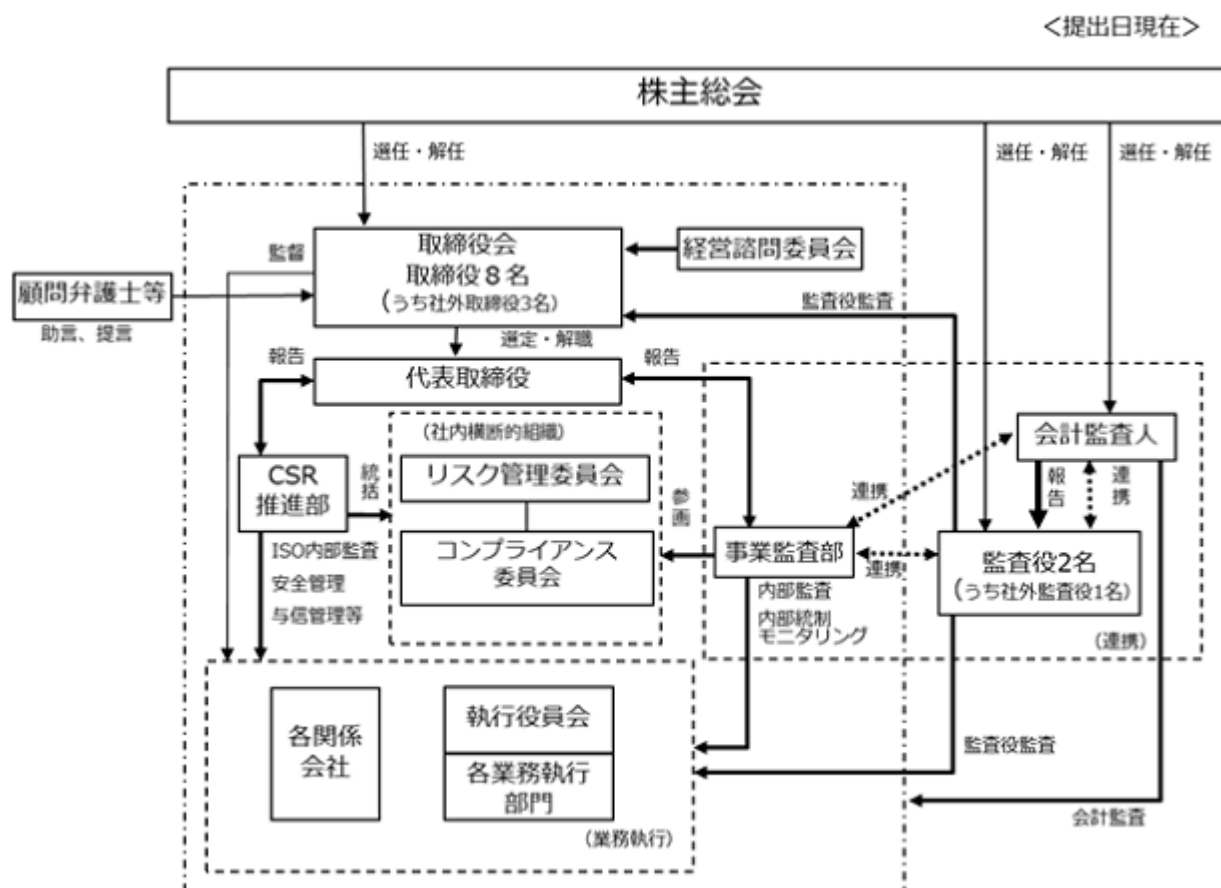 ＜提出日現在＞
株主総会
選任・解任
選任・解任
選任・解任
監督
取締役会
取締役８名
（うち社外取締役3名）
経営諮問委員会
顧問弁護士等
助言、提言
監査役監査
選定・解職
報告
代表取締役
報告
（社内横断的組織）
リスク管理委員会
コンプライアンス
委員会
CSR
推進部
統括
ISO内部監査
安全管理
与信管理等
参画
事業監査部
内部監査
内部統制
モニタリング
連携
連携
会計監査人
報告
連携
監査役2名
（うち社外監査役1名）
（連携）
各関係
会社
執行役員会
各業務執行
部門
（業務執行）
監査役監査
会計監査